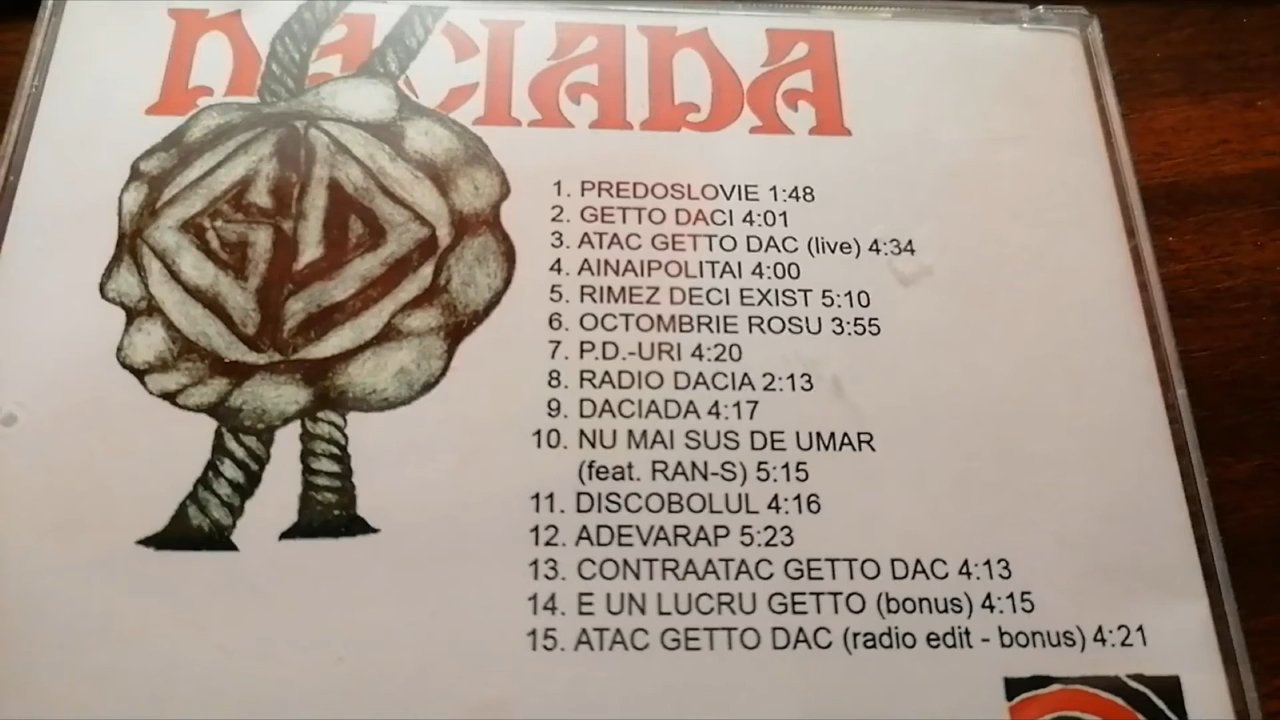 DACIADA
GD
1. PREDOSLOVIE 1:48
2. GETTO DACI 4:01
3. ATAC GETTO DAC (live) 4:34
4. AINAIPOLITAI 4:00
5. RIMEZ DECI EXIST 5:10
6. OCTOMBRIE ROSU 3:55
7. P.D.-URI 4:20
8. RADIO DACIA 2:13
9. DACIADA 4:17
10. NU MAI SUS DE UMAR
(feat. RAN-S) 5:15
11. DISCOBOLUL 4:16
12. ADEVARAP 5:23
13. CONTRAATAC GETTO DAC 4:13
14. E UN LUCRU GETTO (bonus) 4:15
15. ATAC GETTO DAC (radio edit - bonus) 4:21